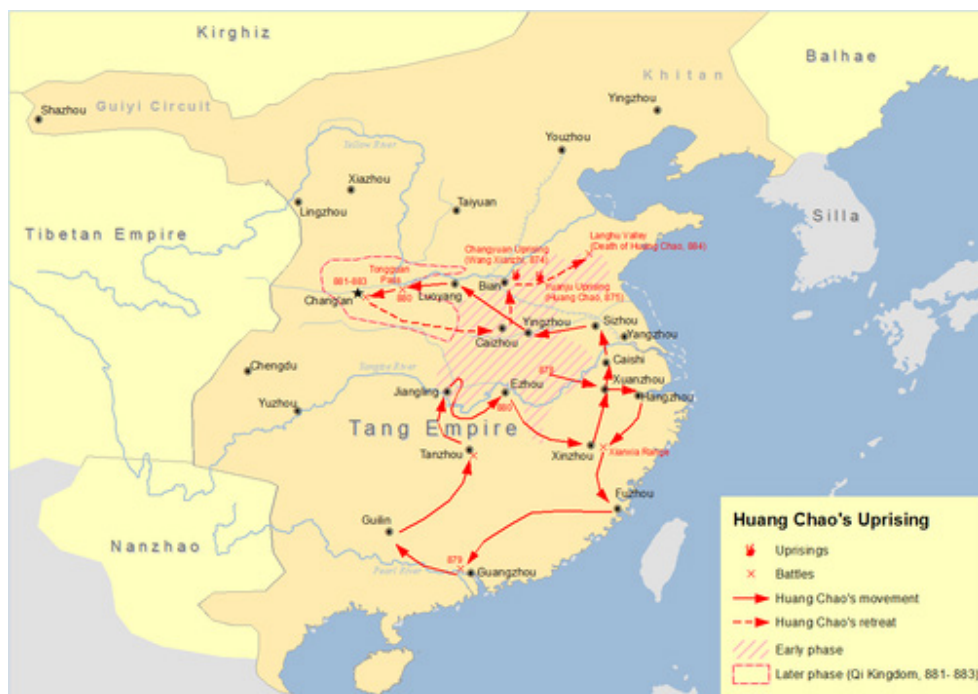 Kirghiz
Balhae
Khitan
Guiyi Circuit
Shazhou
Yingzhou
Youzhou
Yellow River
Xiazhou
Lingzhou
Taiyuan
Silla
Tibetan Empire
Changyuan Uprising
(Wang Xianzhi, 874)
Langhu Valley
(Death of Huang Chao, 884)
Tongguan
Pass
881-883
880
Chang'an
Luoyang
Bian
Yuanju Uprising
(Huang Chao, 875)
Yingzhou
Sizhou
Caizhou
Yangzhou
Chengdu
Caishi
878
Xuanzhou
Yangtze River
Jiangling
Ezhou
880
Hangzhou
Yuzhou
Tang Empire
Tanzhou
Xinzhou
Xianxia Range
Fuzhou
Guilin
Nanzhao
879
Pearl River
Guangzhou
Huang Chao's Uprising
Uprisings
Battles
Huang Chao's movement
Huang Chao's retreat
Early phase
Later phase (Qi Kingdom, 881- 883)